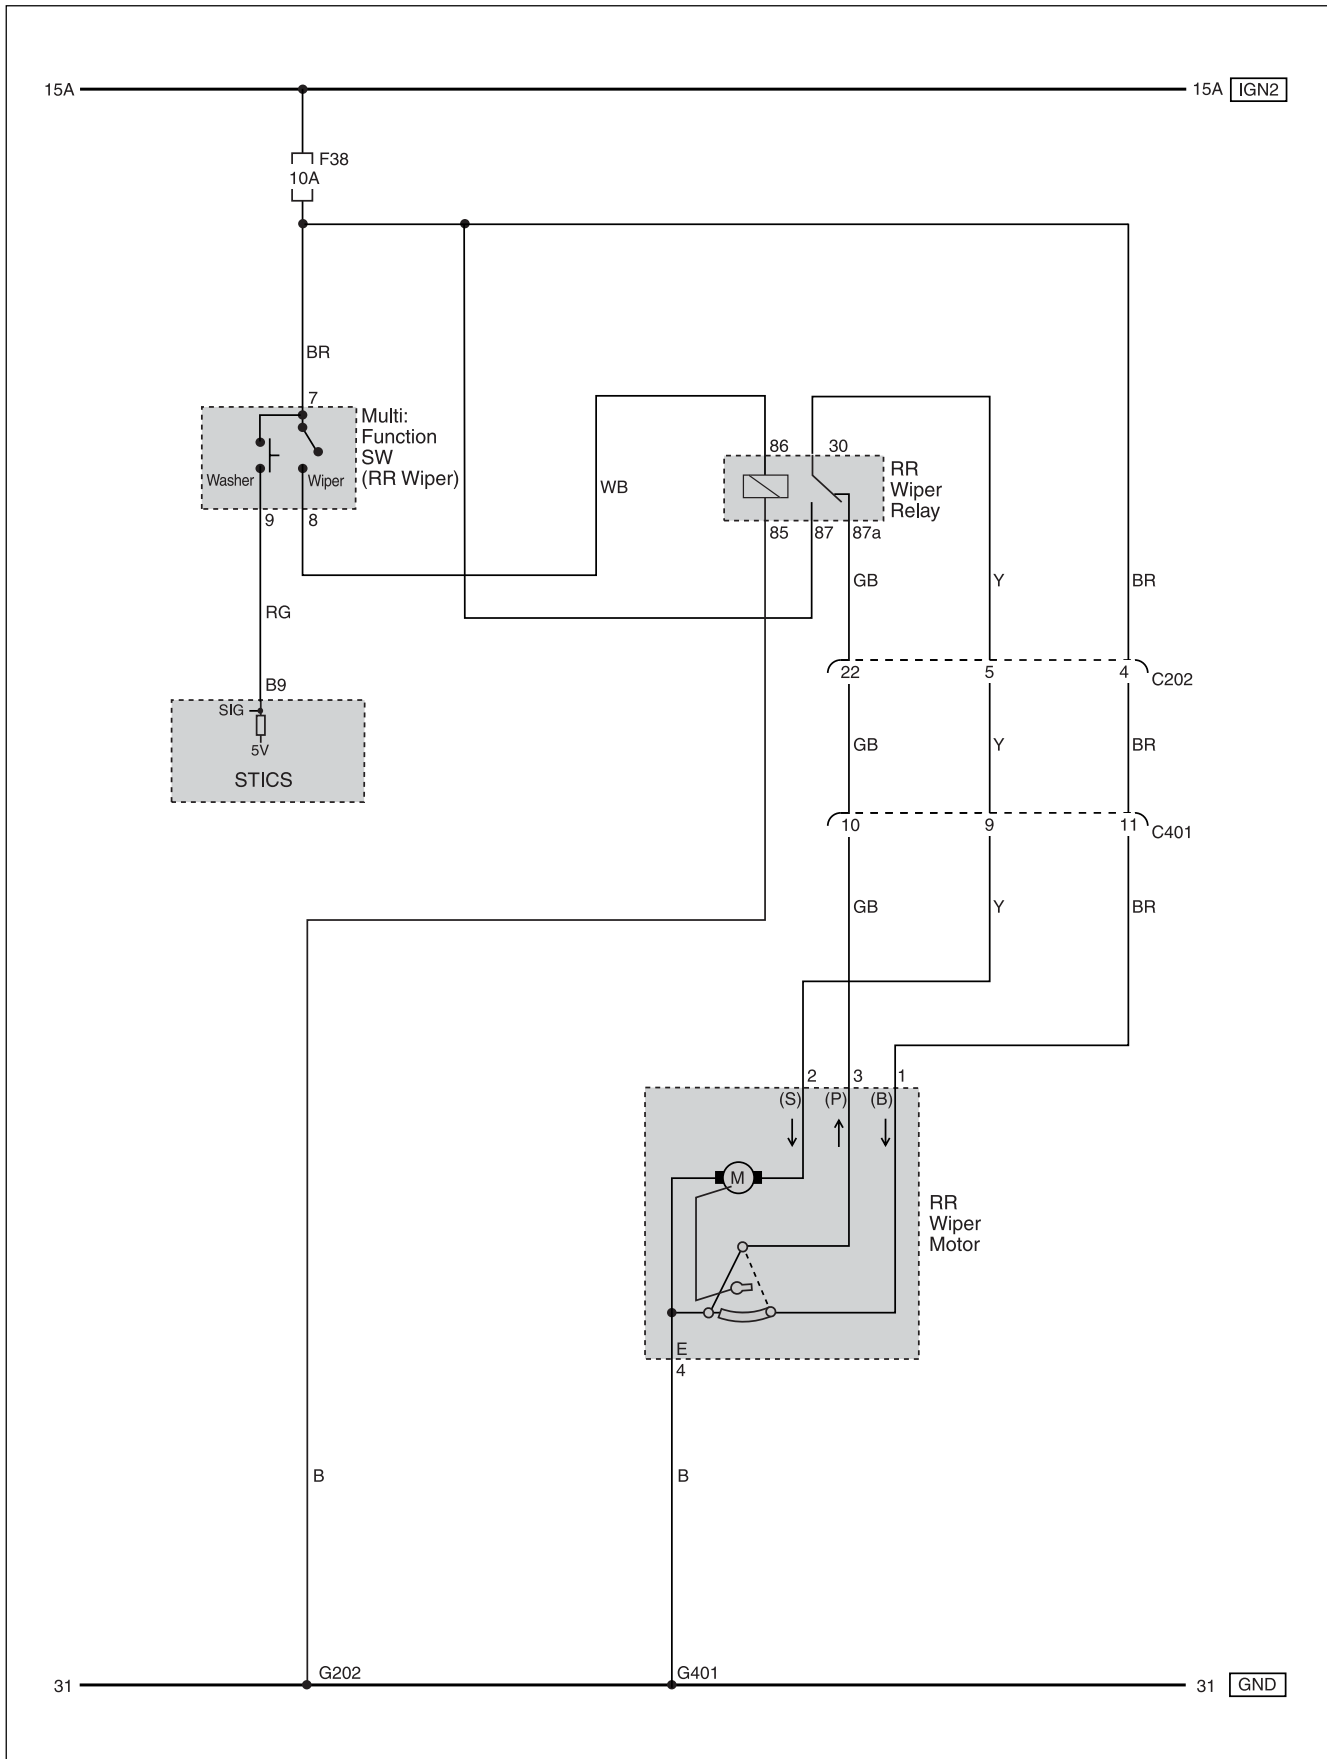 15A
15A IGN2
F38
10A
BR
7
Multi:
Function
SW
(RR Wiper)
Washer
Wiper
9
8
WB
86
30
RR
Wiper
Relay
85
87
87a
GB
Y
BR
RG
B9
SIG
5V
STICS
22
5
4
C202
GB
Y
BR
10
9
11
C401
GB
Y
BR
2
3
1
(S)
(P)
(B)
M
RR
Wiper
Motor
E
4
B
B
G202
G401
31
31 GND